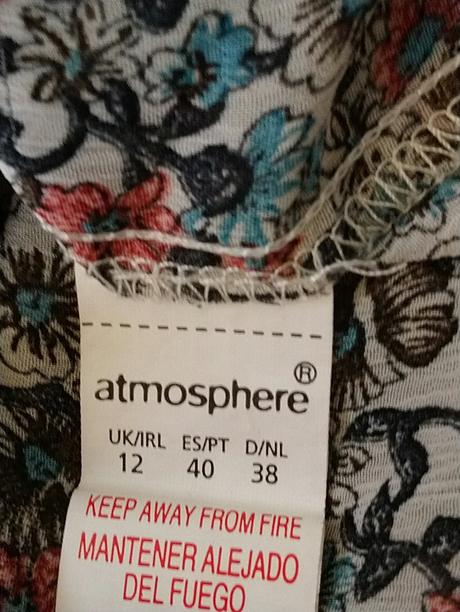 atmosphere®
UK/IRL ES/PT D/NL
12 40 38
KEEP AWAY FROM FIRE
MANTENER ALEJADO
DEL FUEGO